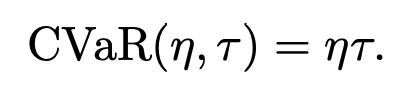 CVaR(η, τ) = ητ.